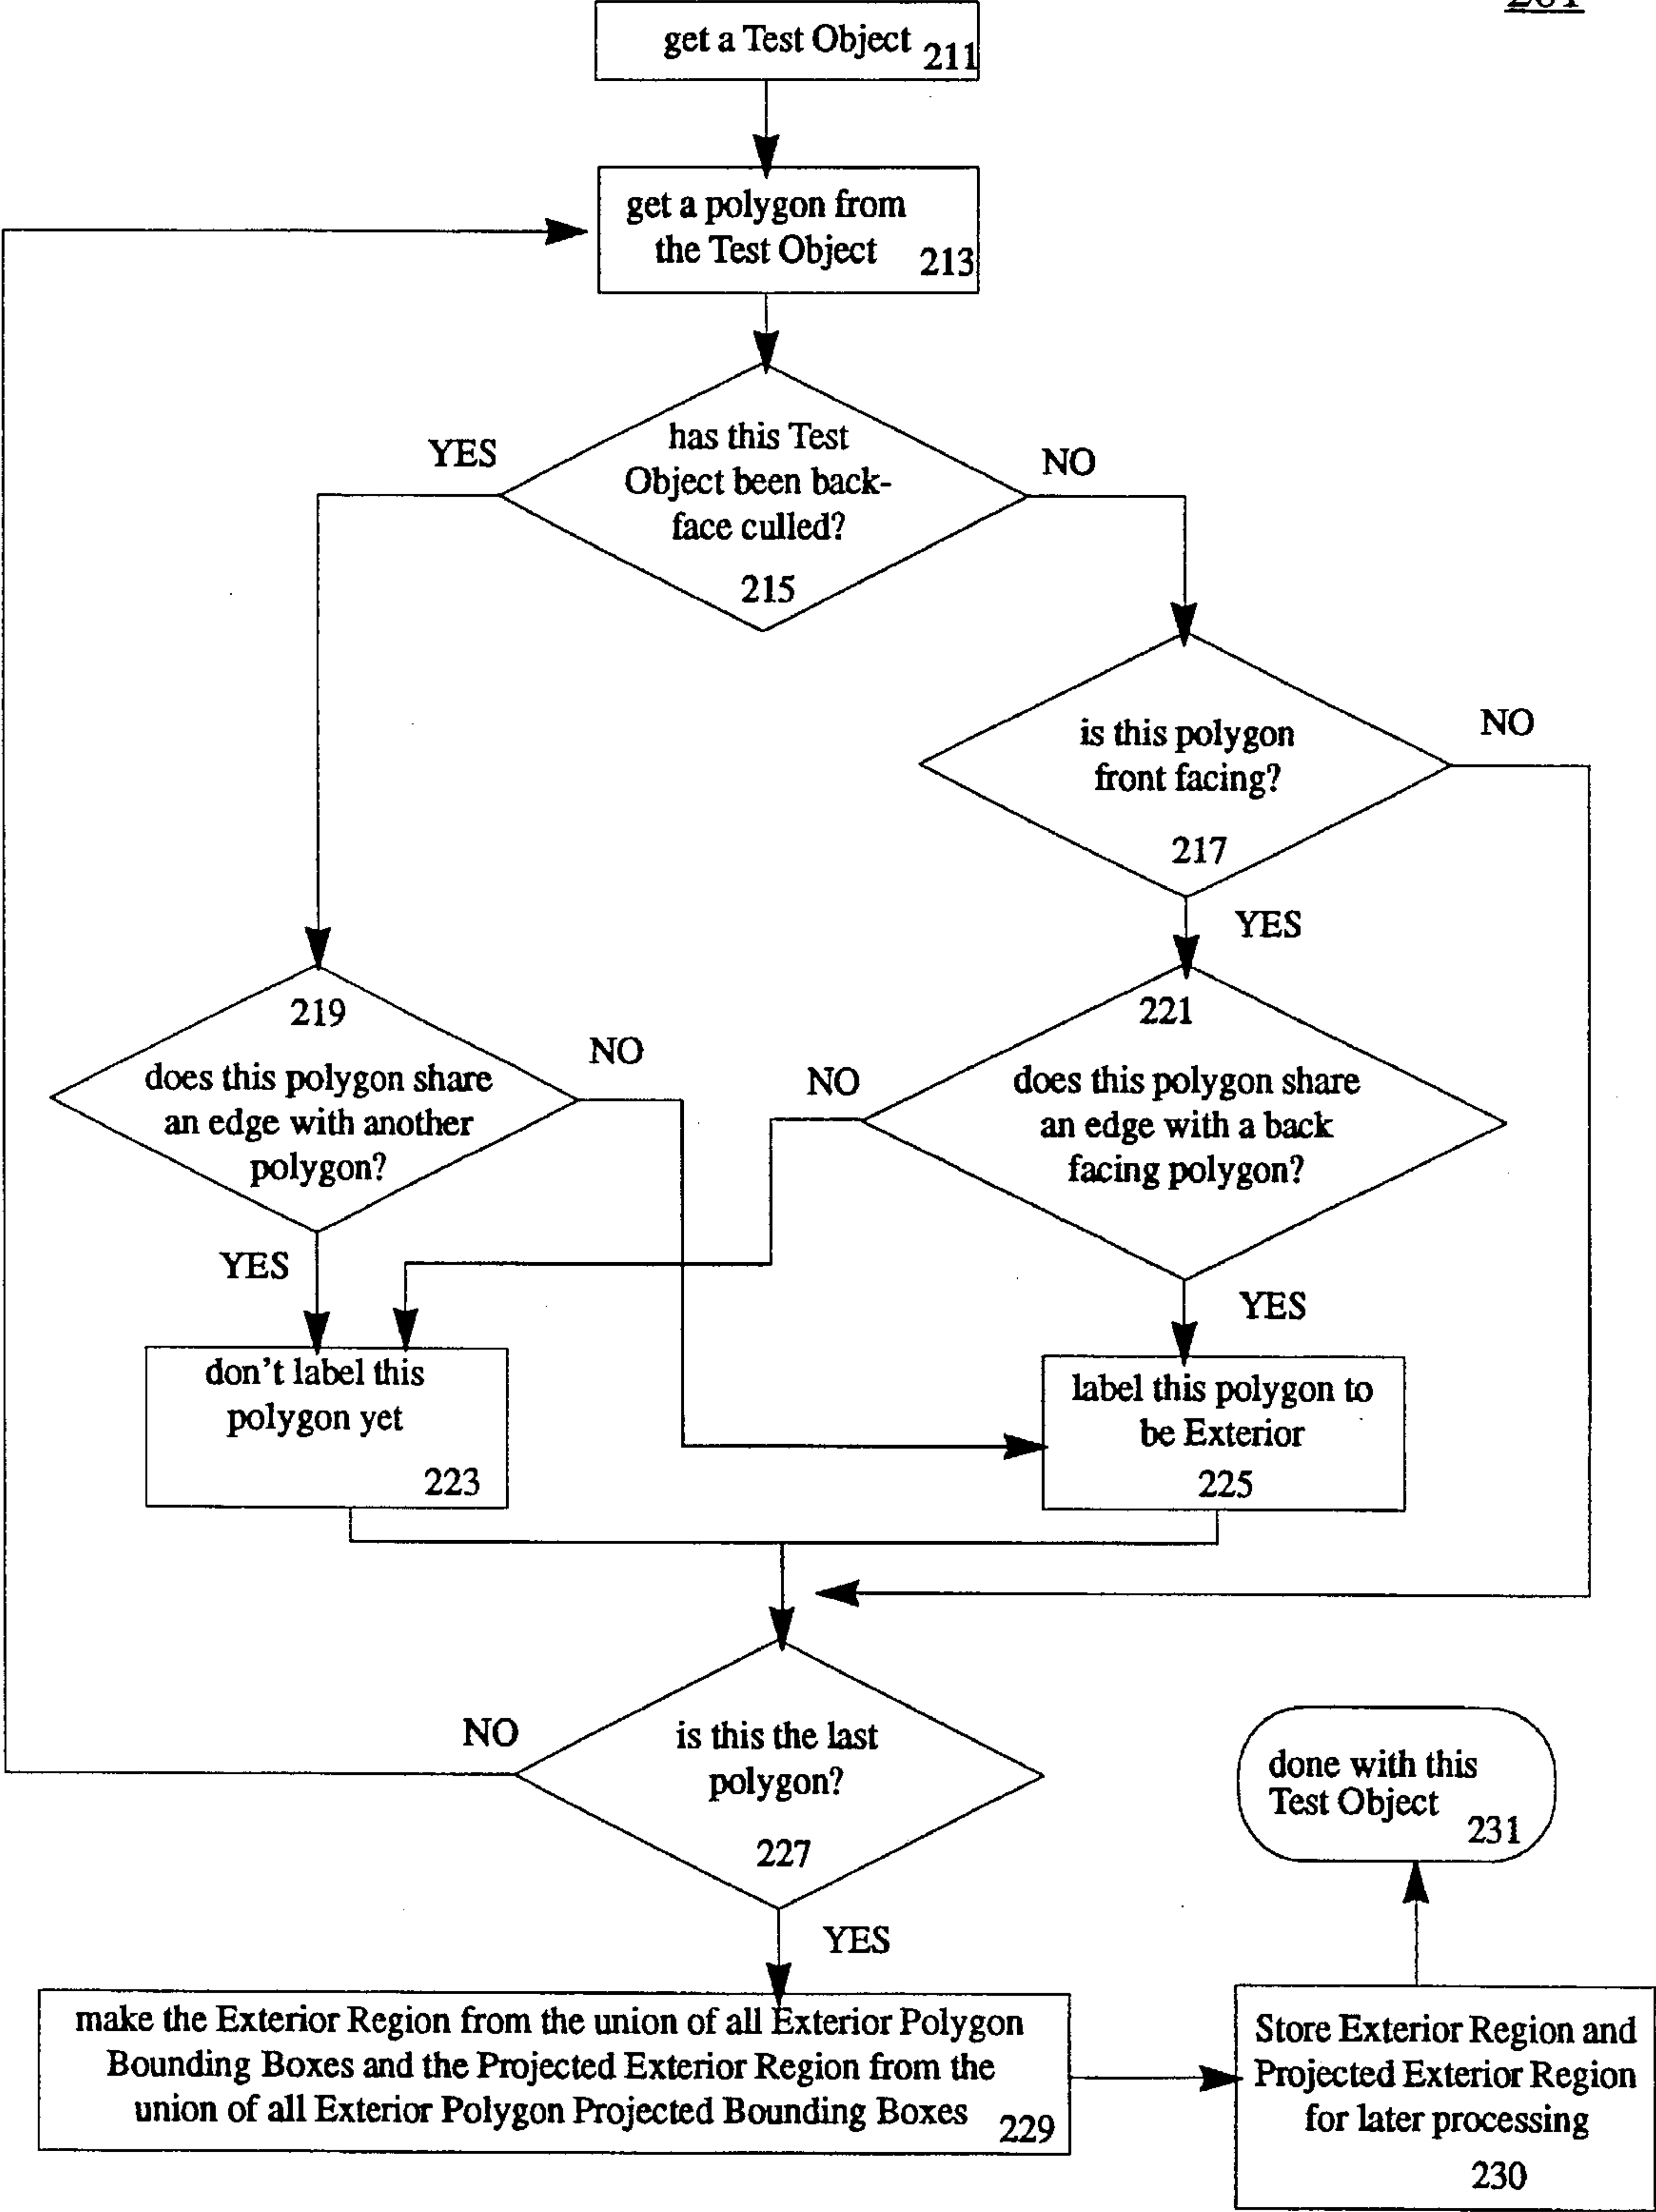 get a Test Object
211
get a polygon from
the Test Object
213
has this Test
Object been back-
face culled?
215
YES
NO
is this polygon
front facing?
217
NO
YES
219
does this polygon share
an edge with another
polygon?
NO
YES
221
does this polygon share
an edge with a back
facing polygon?
NO
YES
don't label this
polygon yet
223
label this polygon to
be Exterior
225
is this the last
polygon?
227
NO
YES
make the Exterior Region from the union of all Exterior Polygon
Bounding Boxes and the Projected Exterior Region from the
union of all Exterior Polygon Projected Bounding Boxes
229
Store Exterior Region and
Projected Exterior Region
for later processing
230
done with this
Test Object
231